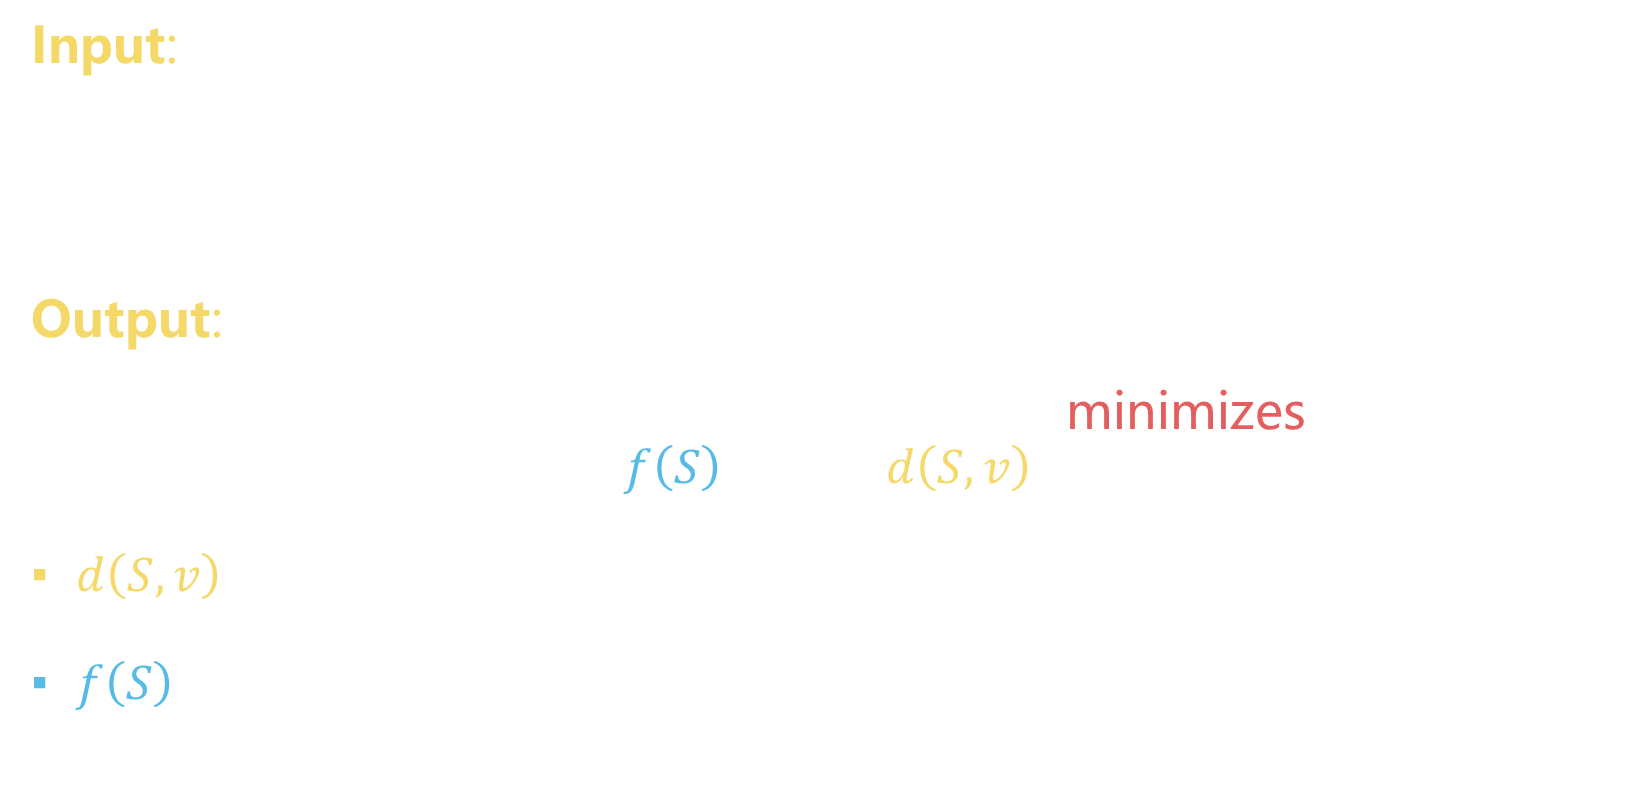 Input:
Output:
minimizes
f(S) d(S, v)
▪ d(S, v)
▪ f(S)